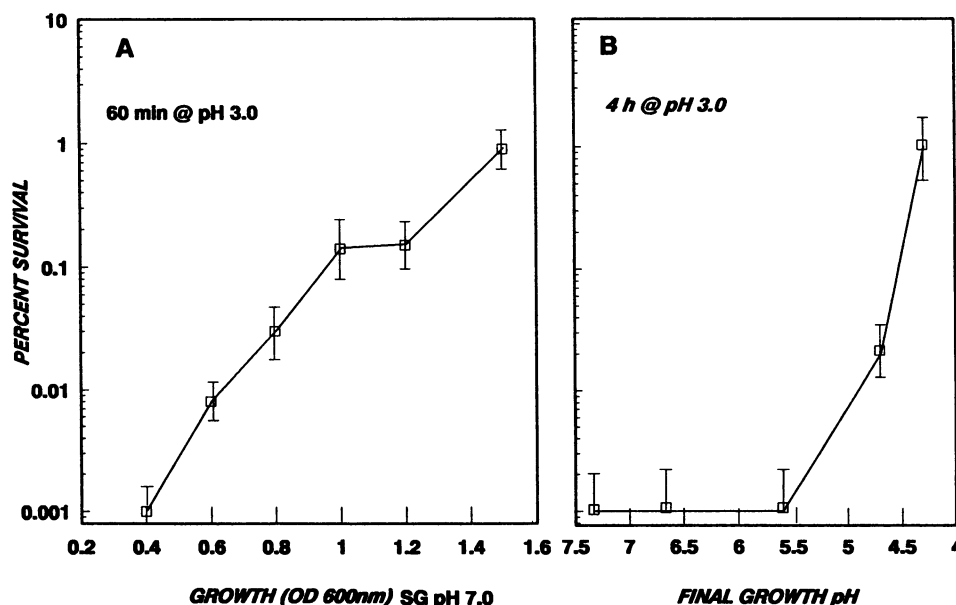 A
60 min @ pH 3.0
PERCENT SURVIVAL
10
1
0.1
0.01
0.001
0.2 0.4 0.6 0.8 1 1.2 1.4 1.6
GROWTH (OD 600nm) SG pH 7.0
B
4 h @ pH 3.0
7.5 7 6.5 6 5.5 5 4.5 4
FINAL GROWTH pH